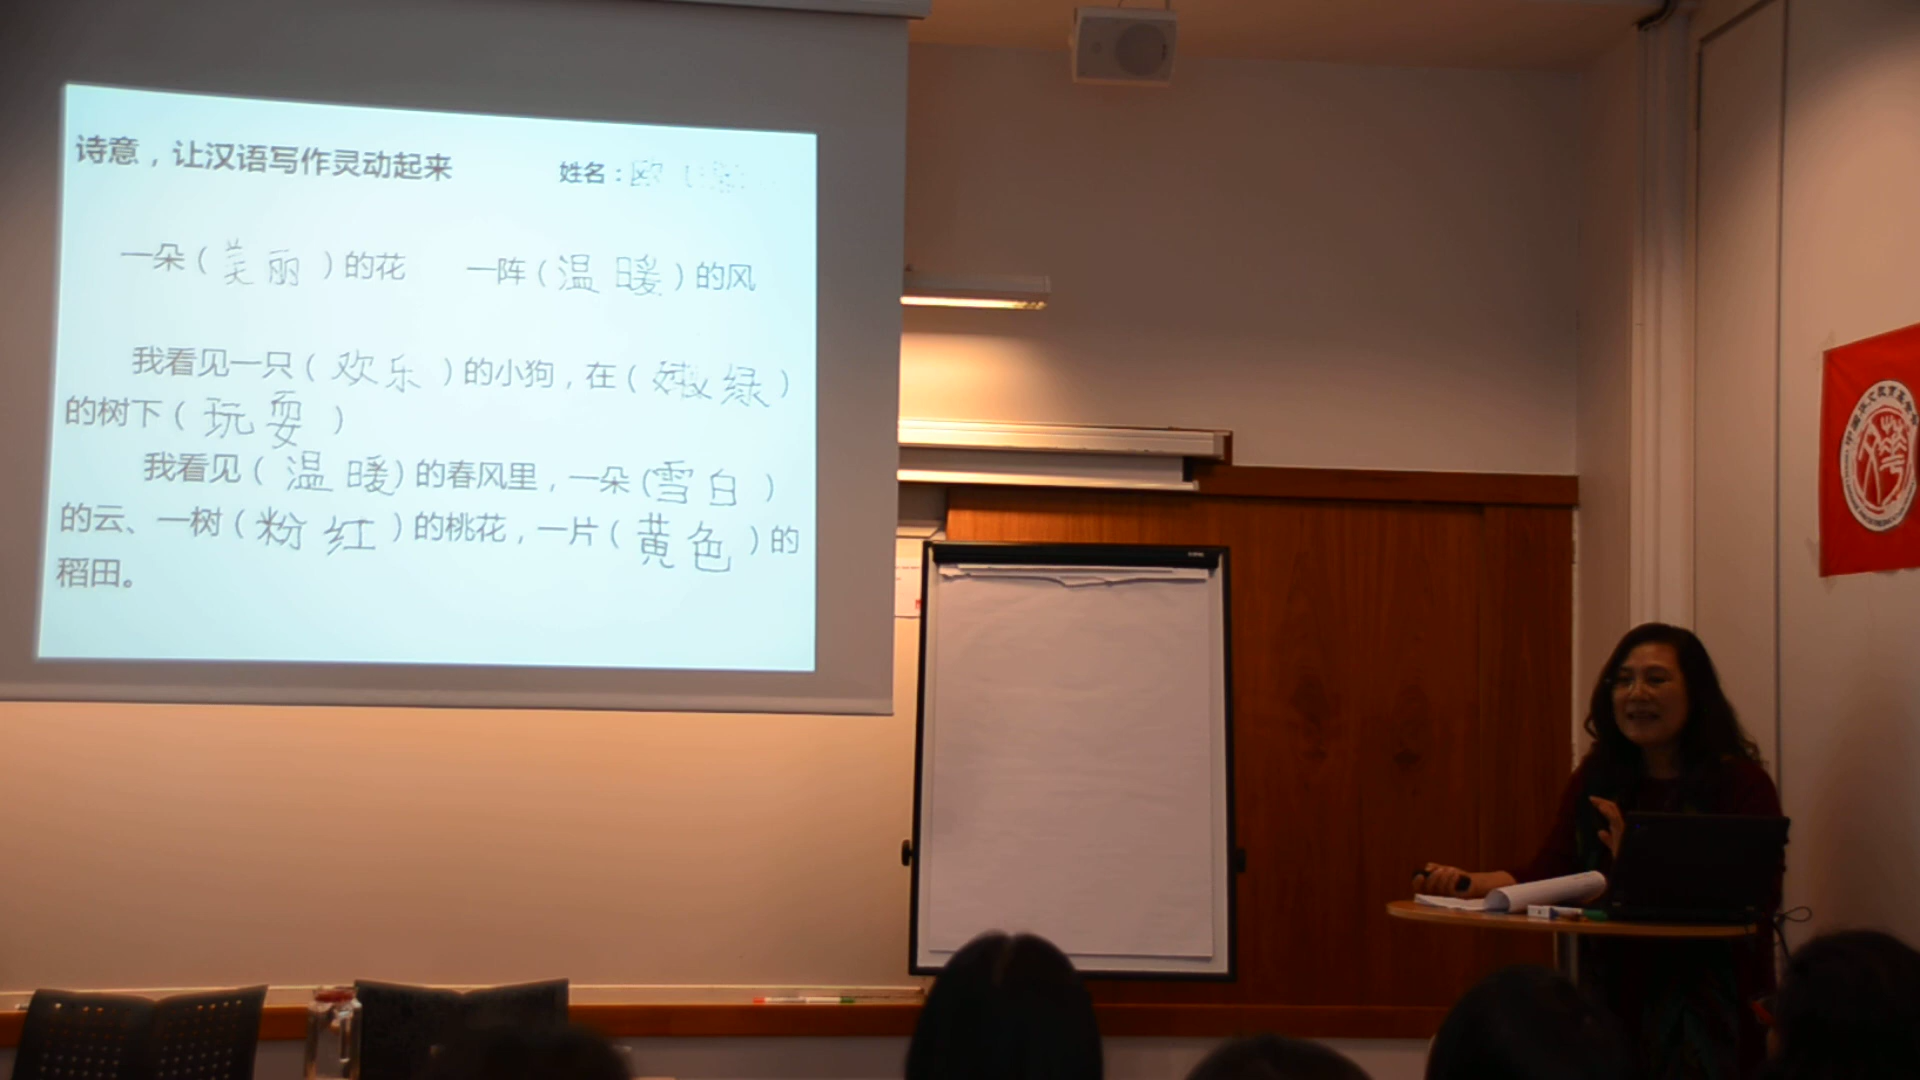 诗意，让汉语写作灵动起来 姓名：欧
一朵（美丽）的花 一阵（温暖）的风
我看见一只（欢乐）的小狗，在（嫩绿）
的树下（玩耍）
我看见（温暖）的春风里，一朵(雪白）
的云、一树（粉红）的桃花，一片（黄色）的
稻田。